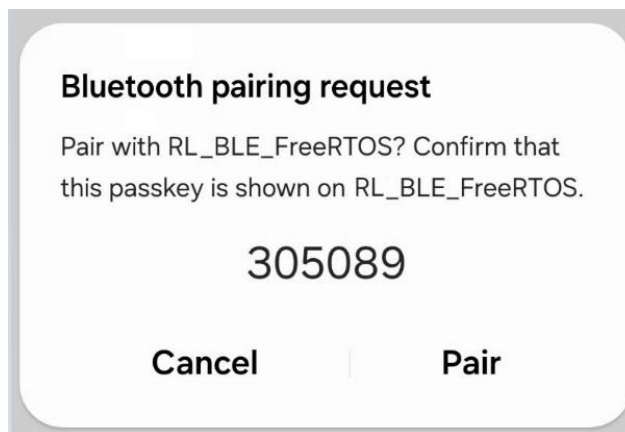 Bluetooth pairing request
Pair with RL_BLE_FreeRTOS? Confirm that
this passkey is shown on RL_BLE_FreeRTOS.
305089
Cancel Pair